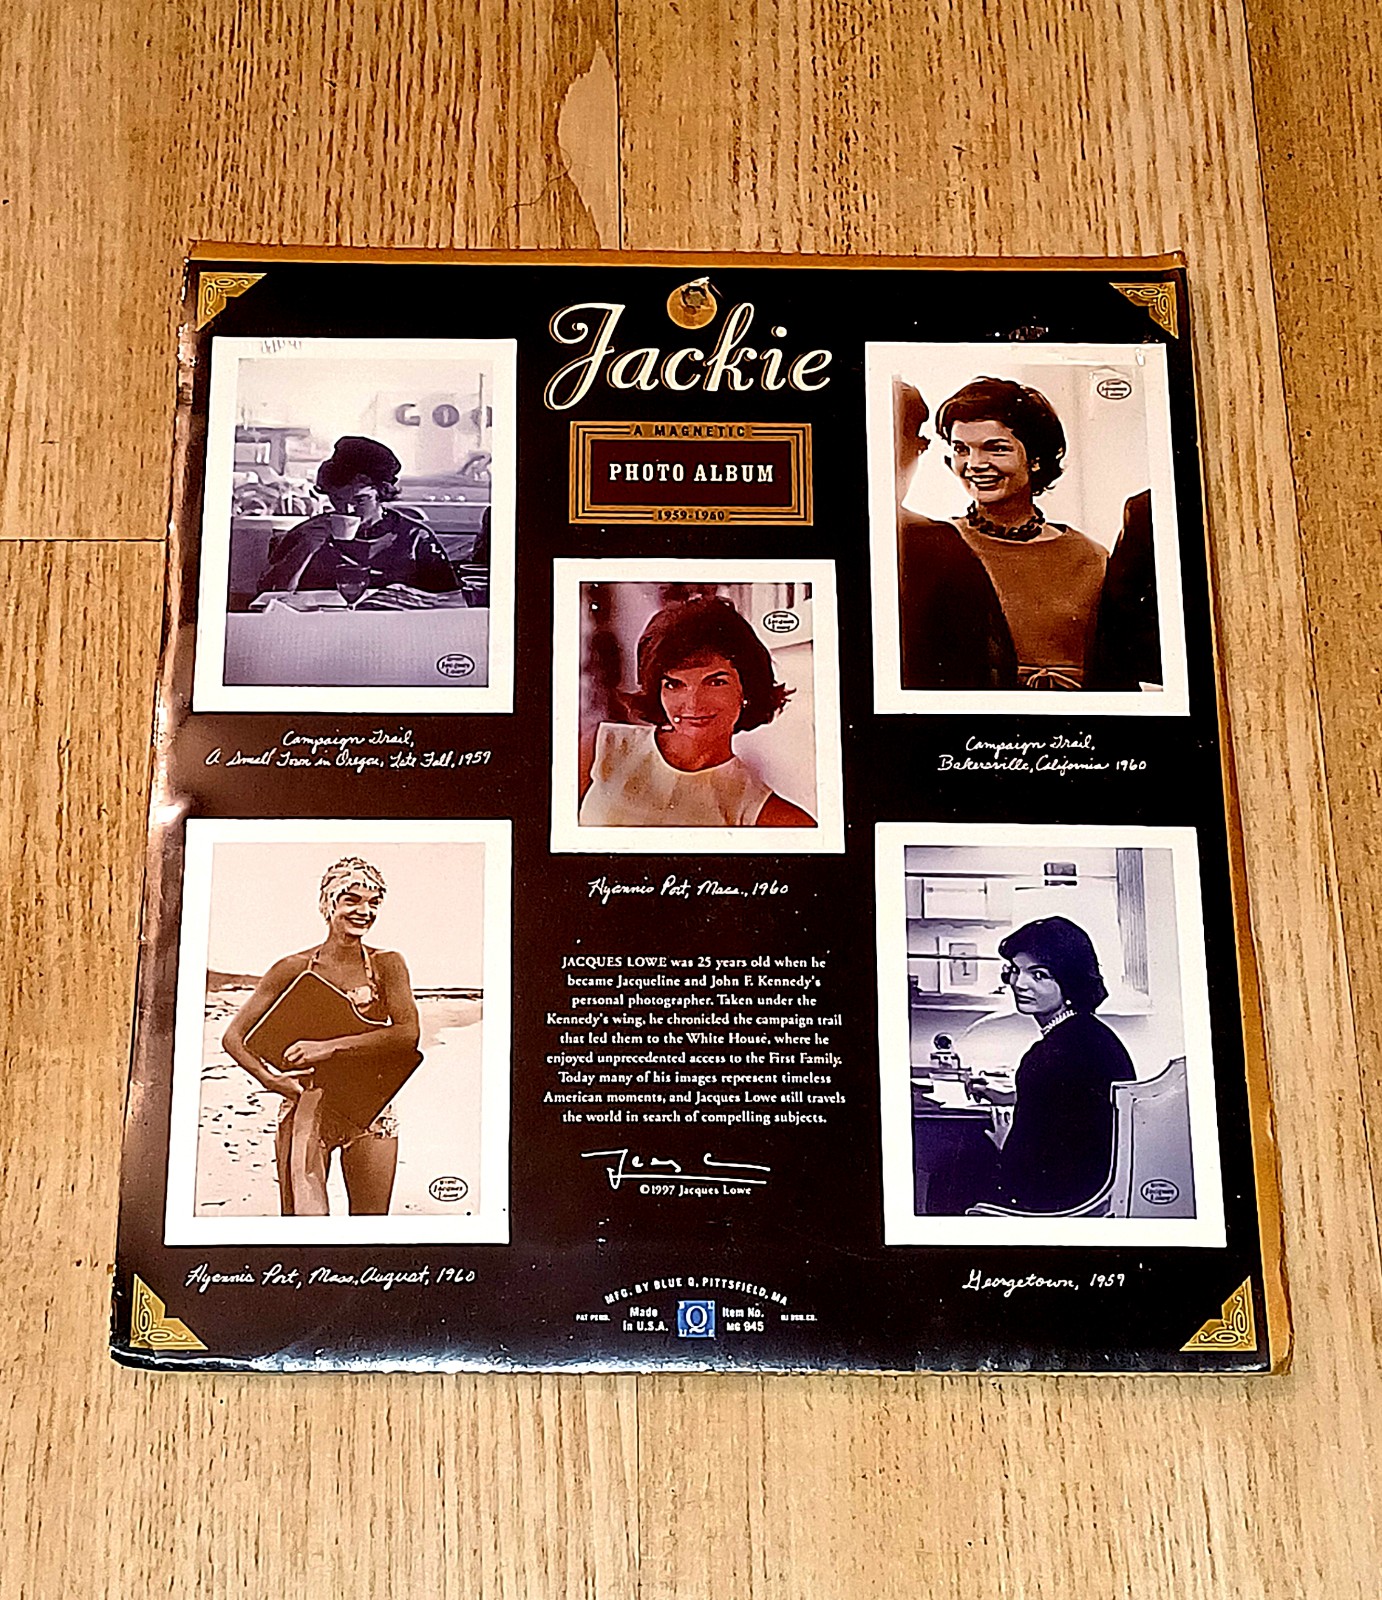 Jackie
A MAGNETIC
PHOTO ALBUM
1959-1960
GOO
Campaign Trail,
A Small Town in Oregon, Late Fall, 1959
Campaign Trail,
Bakersville, California 1960
Hyannis Port, Mass., 1960
JACQUES LOWE was 25 years old when he
became Jacqueline and John F. Kennedy's
personal photographer. Taken under the
Kennedy's wing, he chronicled the campaign trail
that led them to the White House, where he
enjoyed unprecedented access to the First Family.
Today many of his images represent timeless
American moments, and Jacques Lowe still travels
the world in search of compelling subjects.
©1997 Jacques Lowe
Hyannis Port, Mass., August, 1960
Georgetown, 1959
MFG. BY BLUE Q, PITTSFIELD, MA
PAT PEND.
Made
in U.S.A.
Q
Item No.
MG 945